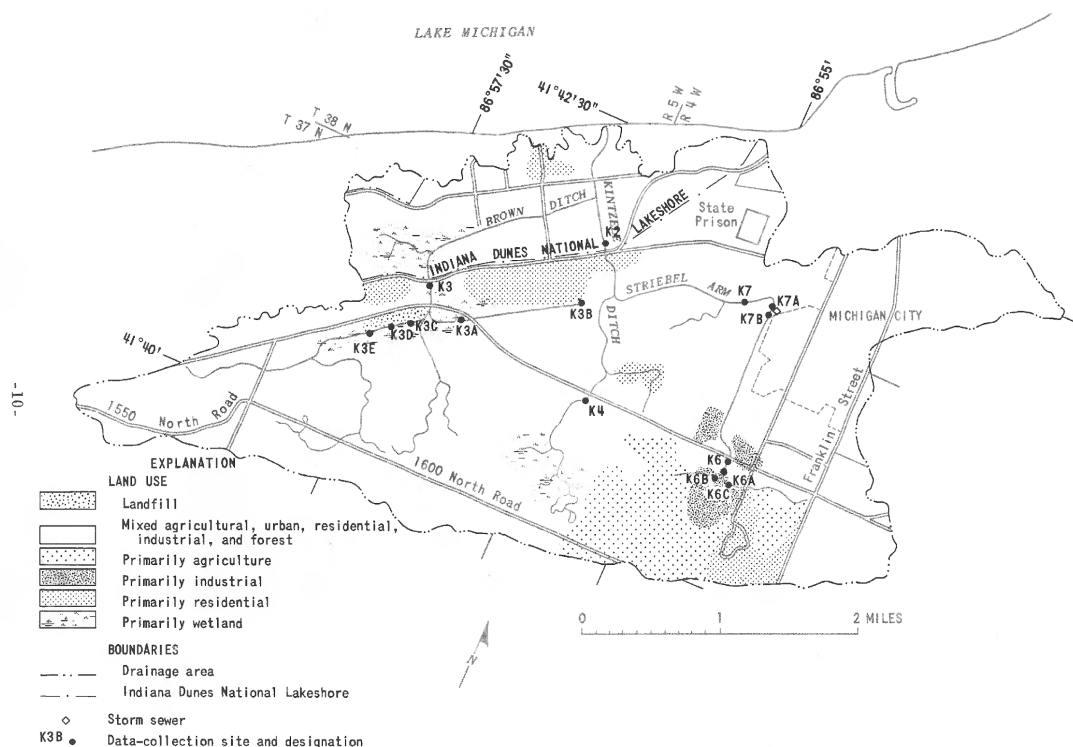 LAKE MICHIGAN
86°57'30"
41°42'30"
R 5 W
R 4 W
86°55'
T 38 N
T 37 N
BROWN DITCH
KINTZELE
LAKESHORE
State
Prison
K2
INDIANA DUNES NATIONAL
K3
STRIEBEL ARM
K7
K7A
K7B
K3B
DITCH
MICHIGAN CITY
K3C
K3A
K3D
K3E
41°40'
1550 North Road
K4
Franklin Street
1600 North Road
K6
K6B
K6A
K6C
-10-
EXPLANATION
LAND USE
Landfill
Mixed agricultural, urban, residential,
industrial, and forest
Primarily agriculture
Primarily industrial
Primarily residential
Primarily wetland
0 1 2 MILES
N
BOUNDARIES
Drainage area
Indiana Dunes National Lakeshore
Storm sewer
K3B Data-collection site and designation